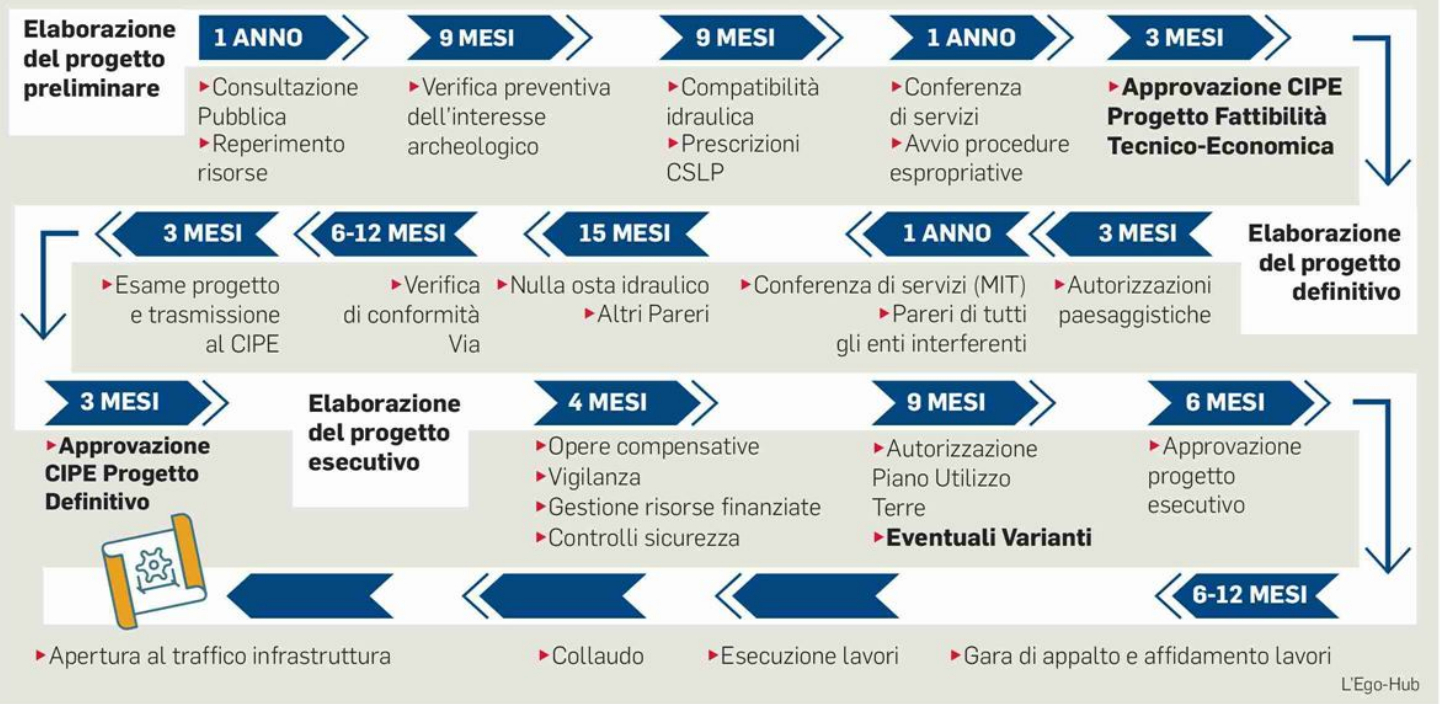 Elaborazione
del progetto
preliminare
1 ANNO
▸Consultazione
Pubblica
▸Reperimento
risorse
9 MESI
▸Verifica preventiva
dell'interesse
archeologico
9 MESI
▸Compatibilità
idraulica
▸Prescrizioni
CSLP
1 ANNO
▸Conferenza
di servizi
▸Avvio procedure
espropriative
3 MESI
▸Approvazione CIPE
Progetto Fattibilità
Tecnico-Economica
Elaborazione
del progetto
definitivo
3 MESI
▸Autorizzazioni
paesaggistiche
1 ANNO
▸Conferenza di servizi (MIT)
▸Pareri di tutti
gli enti interferenti
15 MESI
▸Nulla osta idraulico
▸Altri Pareri
6-12 MESI
▸Verifica
di conformità
Via
3 MESI
▸Esame progetto
e trasmissione
al CIPE
3 MESI
▸Approvazione
CIPE Progetto
Definitivo
Elaborazione
del progetto
esecutivo
4 MESI
▸Opere compensative
▸Vigilanza
▸Gestione risorse finanziate
▸Controlli sicurezza
9 MESI
▸Autorizzazione
Piano Utilizzo
Terre
▸Eventuali Varianti
6 MESI
▸Approvazione
progetto
esecutivo
6-12 MESI
▸Gara di appalto e affidamento lavori
▸Esecuzione lavori
▸Collaudo
▸Apertura al traffico infrastruttura
L'Ego-Hub